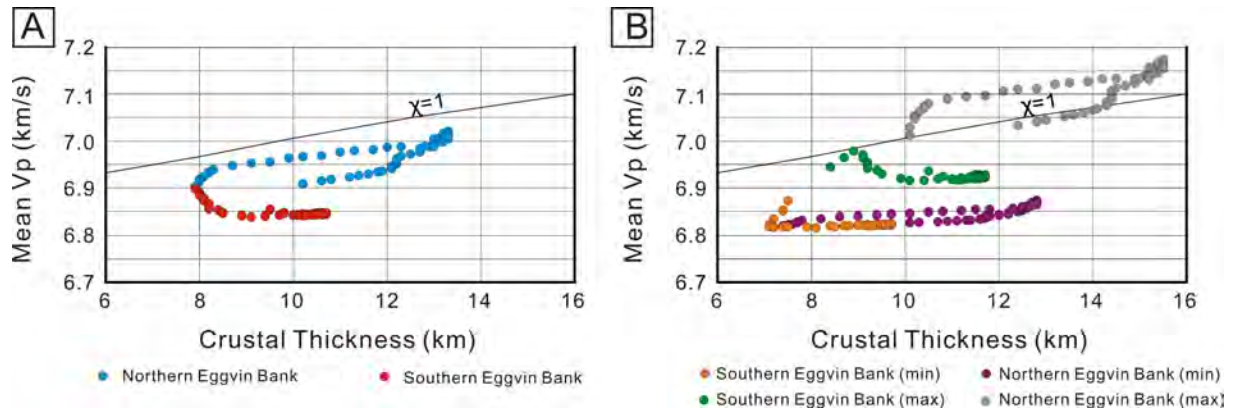 A
7.2
7.1
7.0
6.9
6.8
6.7
Mean Vp (km/s)
χ=1
6 8 10 12 14 16
Crustal Thickness (km)
Northern Eggvin Bank
Southern Eggvin Bank
B
7.2
7.1
7.0
6.9
6.8
6.7
Mean Vp (km/s)
χ=1
6 8 10 12 14 16
Crustal Thickness (km)
Southern Eggvin Bank (min)
Northern Eggvin Bank (min)
Southern Eggvin Bank (max)
Northern Eggvin Bank (max)